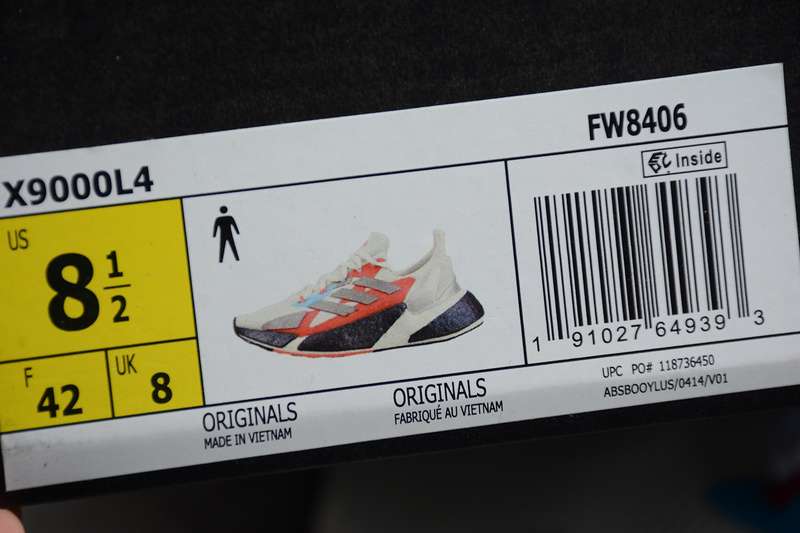 FW8406
X9000L4
Inside
US
8 1/2
F
42
UK
8
1 91027 64939 3
UPC PO# 118736450
ABSBOOYLUS/0414/V01
ORIGINALS
MADE IN VIETNAM
ORIGINALS
FABRIQUÉ AU VIETNAM